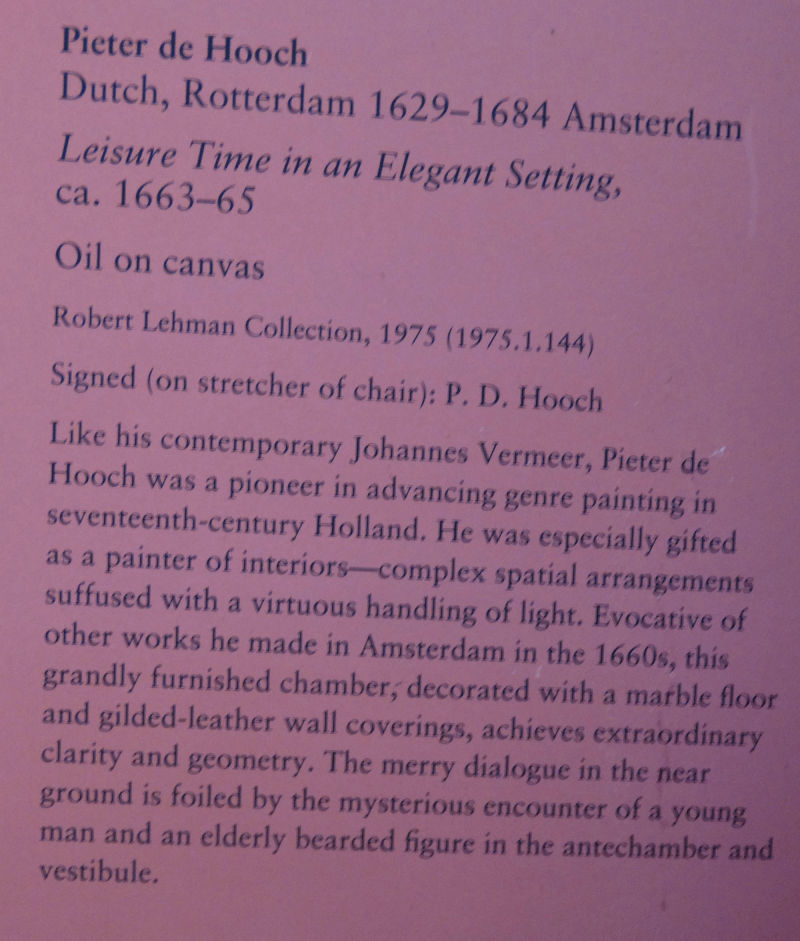 Pieter de Hooch
Dutch, Rotterdam 1629–1684 Amsterdam
Leisure Time in an Elegant Setting,
ca. 1663–65
Oil on canvas
Robert Lehman Collection, 1975 (1975.1.144)
Signed (on stretcher of chair): P. D. Hooch
Like his contemporary Johannes Vermeer, Pieter de
Hooch was a pioneer in advancing genre painting in
seventeenth-century Holland. He was especially gifted
as a painter of interiors—complex spatial arrangements
suffused with a virtuous handling of light. Evocative of
other works he made in Amsterdam in the 1660s, this
grandly furnished chamber, decorated with a marble floor
and gilded-leather wall coverings, achieves extraordinary
clarity and geometry. The merry dialogue in the near
ground is foiled by the mysterious encounter of a young
man and an elderly bearded figure in the antechamber and
vestibule.